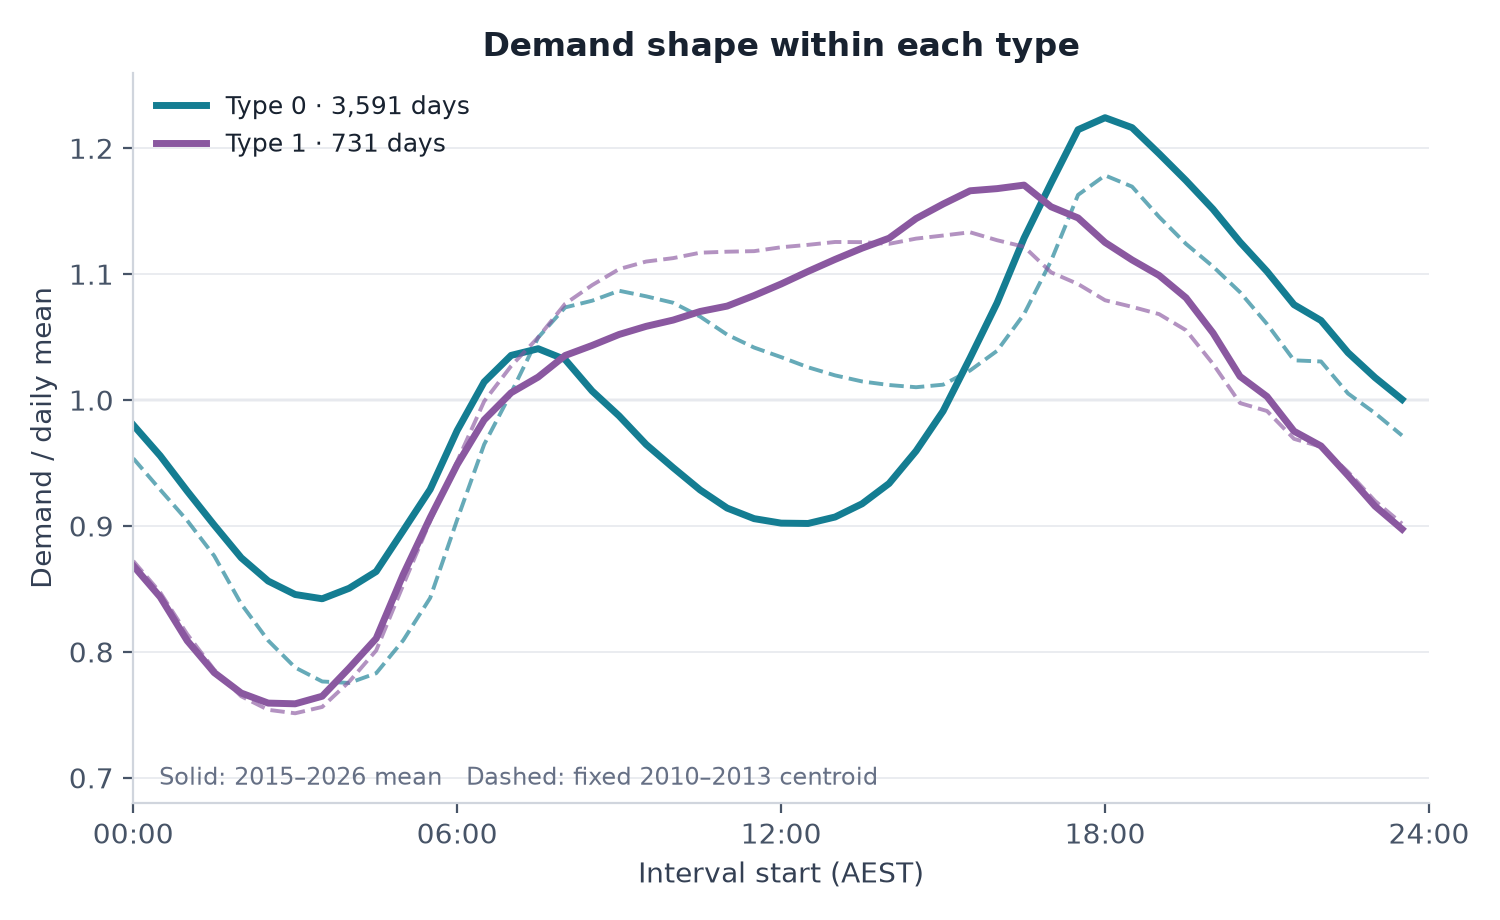 Demand shape within each type
Type 0 · 3,591 days
Type 1 · 731 days
Demand / daily mean
1.2
1.1
1.0
0.9
0.8
0.7
Solid: 2015–2026 mean Dashed: fixed 2010–2013 centroid
00:00 06:00 12:00 18:00 24:00
Interval start (AEST)